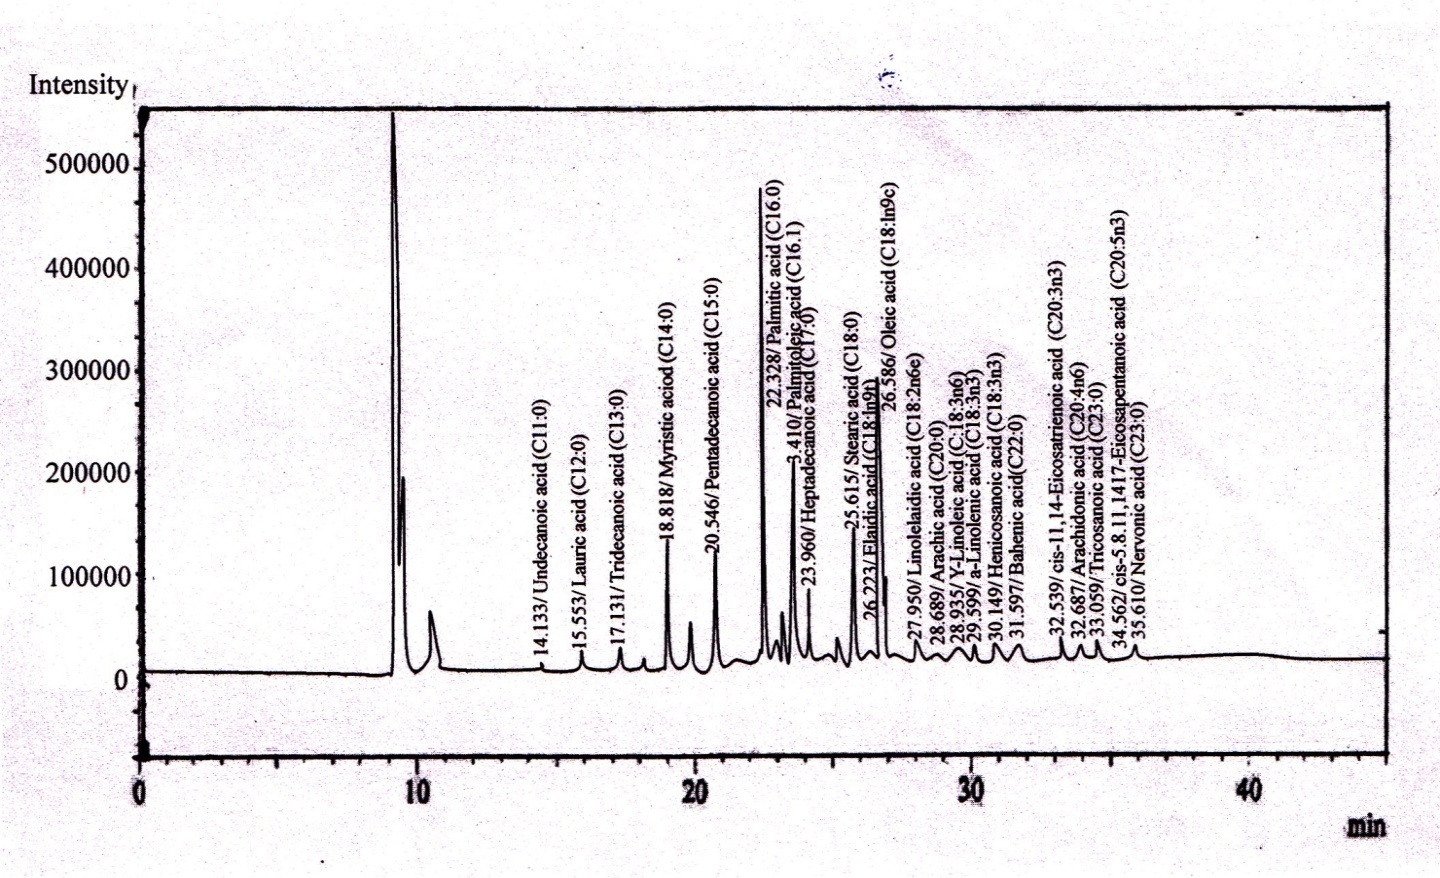 Intensity
500000
400000
300000
200000
100000
0
14.133/ Undecanoic acid (C11:0)
15.553/ Lauric acid (C12:0)
17.131/ Tridecanoic acid (C13:0)
18.818/ Myristic aciod (C14:0)
20.546/ Pentadecanoic acid (C15:0)
22.328/ Palmitic acid (C16.0)
3.410/ Palmitoleic acid (C16.1)
23.960/ Heptadecanoic acid (C17:0)
25.615/ Stearic acid (C18:0)
26.223/ Elaidic acid (C18:ln9t)
26.586/ Oleic acid (C18:ln9c)
27.950/ Linolelaidic acid (C18:2n6e)
28.689/ Arachic acid (C20:0)
28.935/ Y-Linoleic acid (C:18:3n6)
29.599/ a-Linolenic acid (C18:3n3)
30.149/ Henicosanoic acid (C18:3n3)
31.597/ Bahenic acid(C22:0)
32.539/ cis-11,14-Eicosatrienoic acid (C20:3n3)
32.687/ Arachidonic acid (C20:4n6)
33.059/ Tricosanoic acid (C23:0)
34.562/ cis-5.8.11,1417-Eicosapentanoic acid (C20:5n3)
35.610/ Nervonic acid (C23:0)
0
10
20
30
40
min